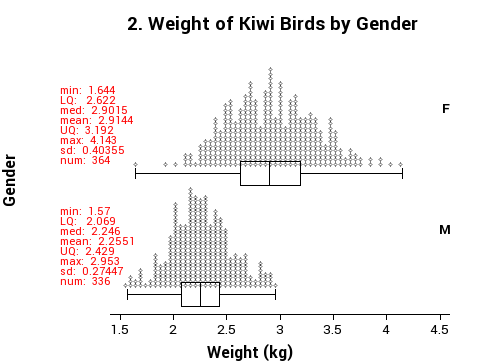 2. Weight of Kiwi Birds by Gender
min: 1.644
LQ: 2.622
med: 2.9015
mean: 2.9144
UQ: 3.192
max: 4.143
sd: 0.40355
num: 364
F
Gender
min: 1.57
LQ: 2.069
med: 2.246
mean: 2.2551
UQ: 2.429
max: 2.953
sd: 0.27447
num: 336
M
1.5 2 2.5 3 3.5 4 4.5
Weight (kg)